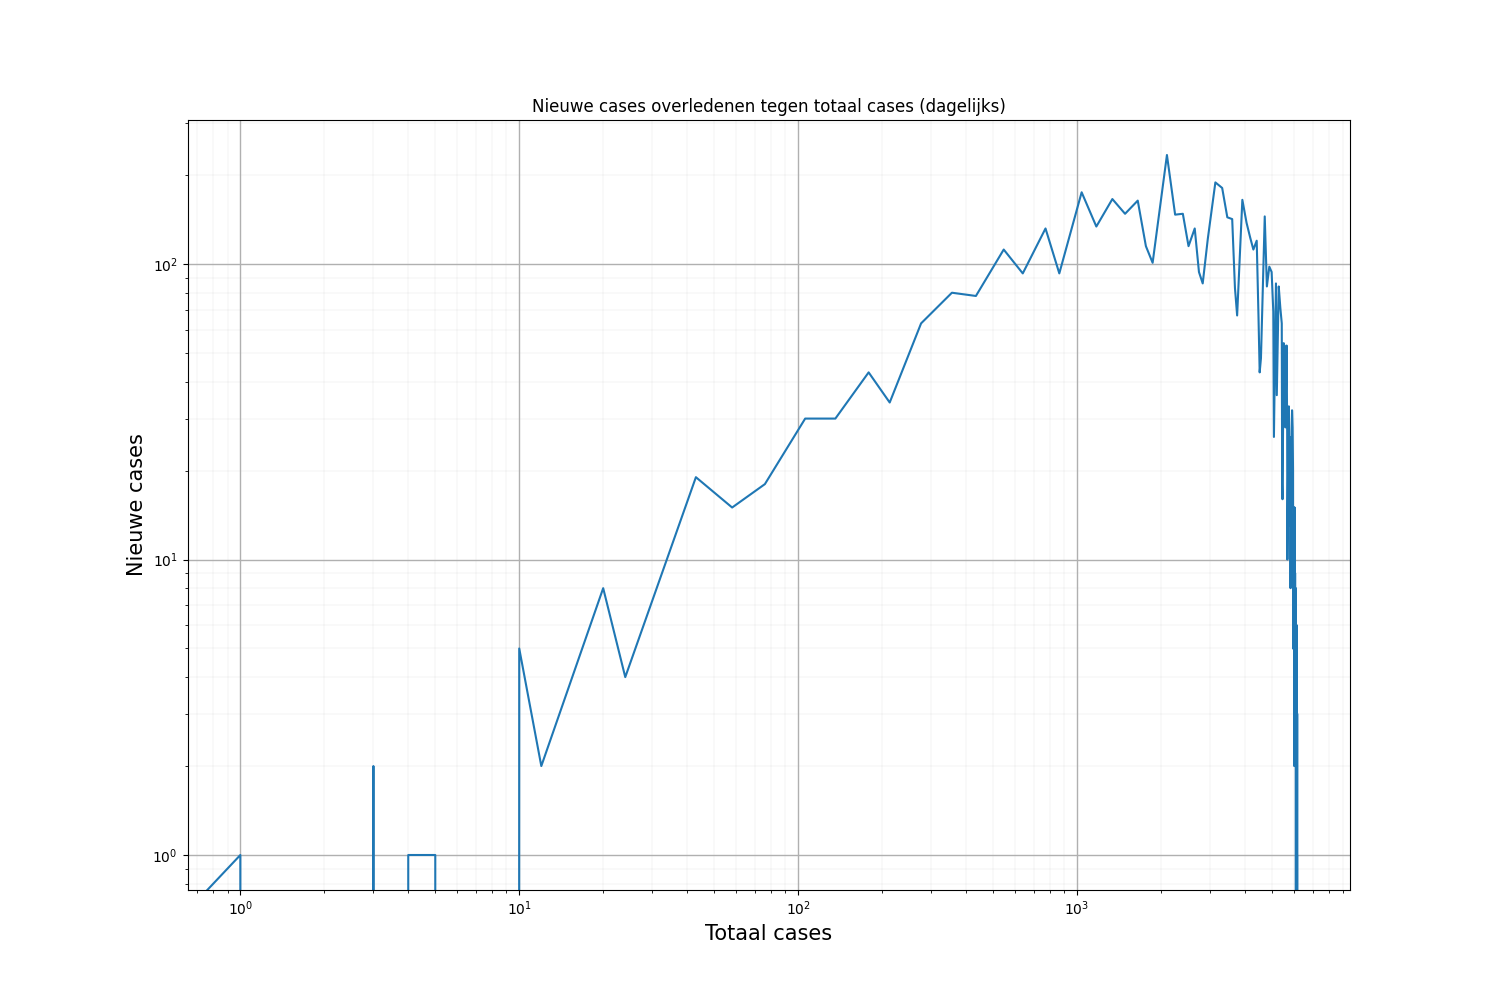 Nieuwe cases overledenen tegen totaal cases (dagelijks)
Nieuwe cases
10²
10¹
10⁰
10⁰ 10¹ 10² 10³
Totaal cases